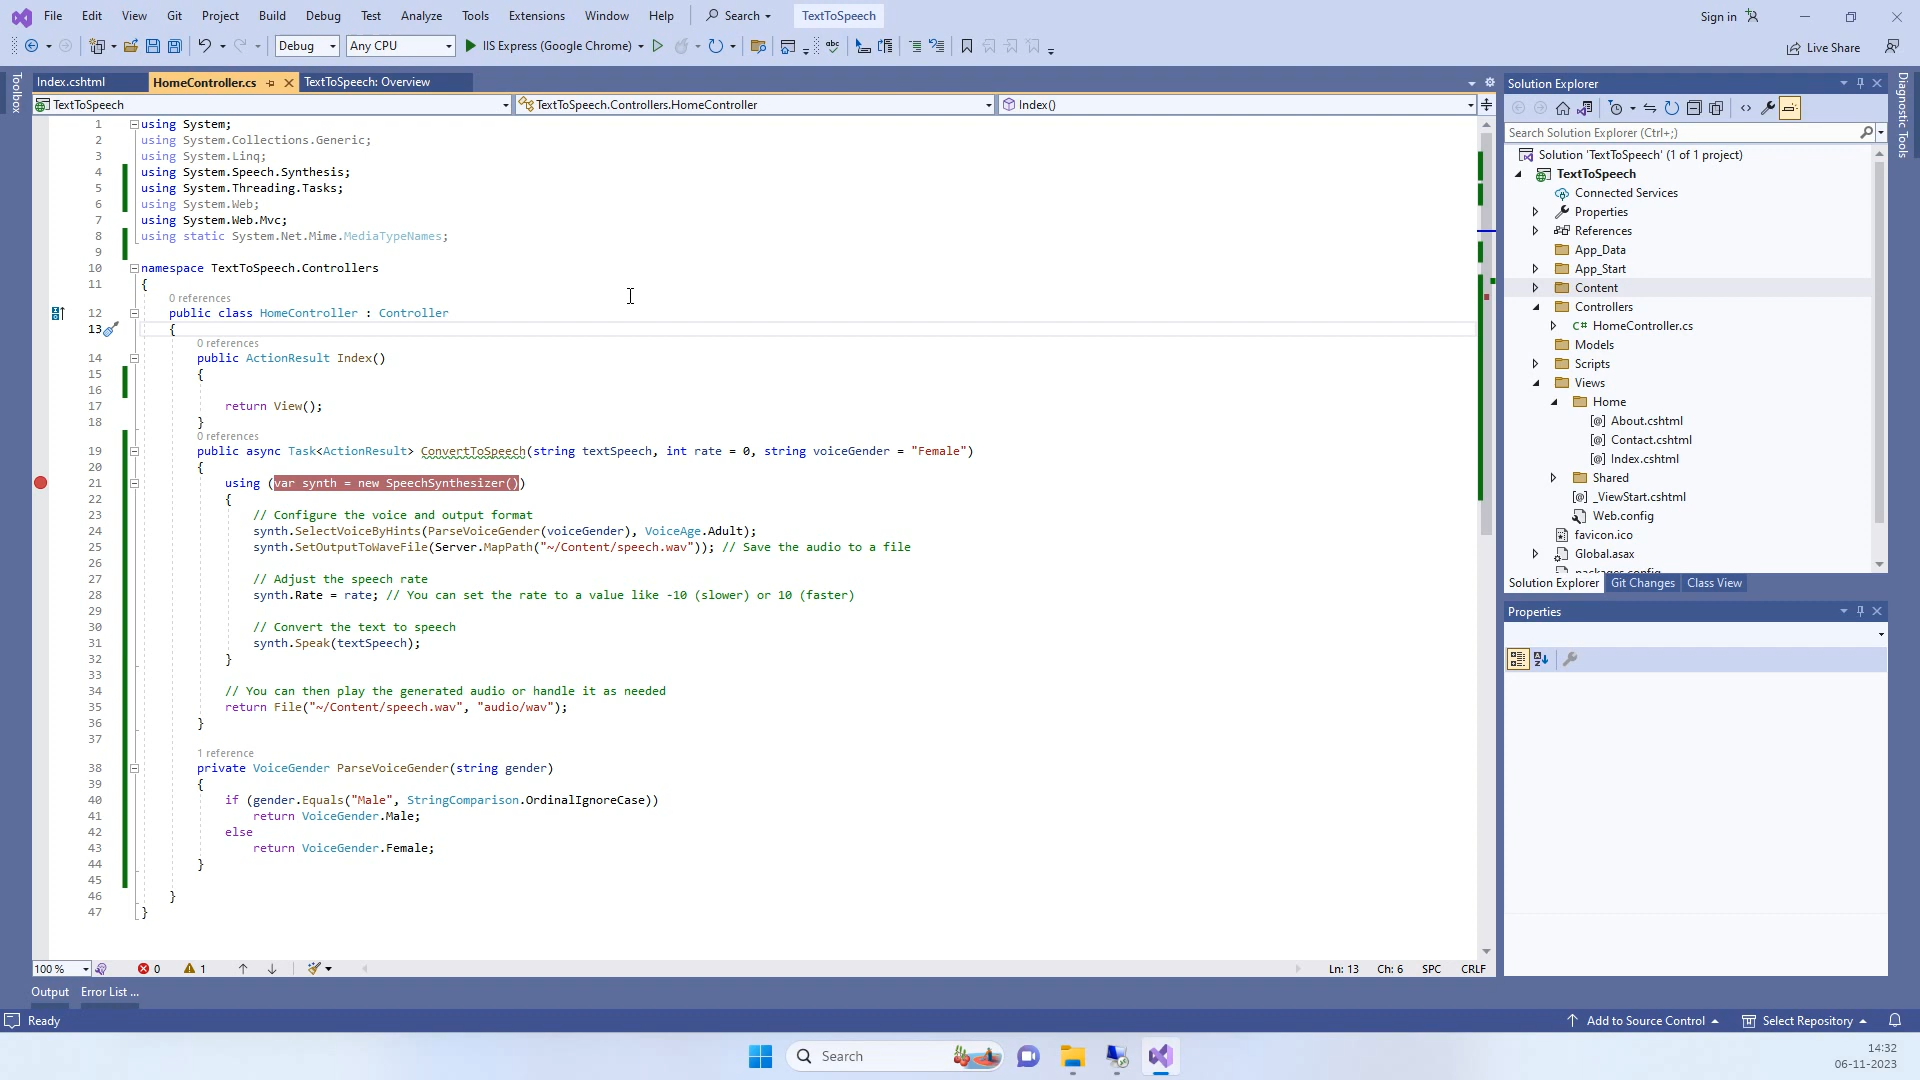 File Edit View Git Project Build Debug Test Analyze Tools Extensions Window Help Search TextToSpeech Sign in
Debug Any CPU IIS Express (Google Chrome) Live Share
Toolbox
Index.cshtml HomeController.cs TextToSpeech: Overview
TextToSpeech TextToSpeech.Controllers.HomeController Index()
1 using System;
2 using System.Collections.Generic;
3 using System.Linq;
4 using System.Speech.Synthesis;
5 using System.Threading.Tasks;
6 using System.Web;
7 using System.Web.Mvc;
8 using static System.Net.Mime.MediaTypeNames;
9
10 namespace TextToSpeech.Controllers
11 {
0 references
12 public class HomeController : Controller
13 {
0 references
14 public ActionResult Index()
15 {
16
17 return View();
18 }
0 references
19 public async Task<ActionResult> ConvertToSpeech(string textSpeech, int rate = 0, string voiceGender = "Female")
20 {
21 using (var synth = new SpeechSynthesizer())
22 {
23 // Configure the voice and output format
24 synth.SelectVoiceByHints(ParseVoiceGender(voiceGender), VoiceAge.Adult);
25 synth.SetOutputToWaveFile(Server.MapPath("~/Content/speech.wav")); // Save the audio to a file
26
27 // Adjust the speech rate
28 synth.Rate = rate; // You can set the rate to a value like -10 (slower) or 10 (faster)
29
30 // Convert the text to speech
31 synth.Speak(textSpeech);
32 }
33
34 // You can then play the generated audio or handle it as needed
35 return File("~/Content/speech.wav", "audio/wav");
36 }
37
1 reference
38 private VoiceGender ParseVoiceGender(string gender)
39 {
40 if (gender.Equals("Male", StringComparison.OrdinalIgnoreCase))
41 return VoiceGender.Male;
42 else
43 return VoiceGender.Female;
44 }
45
46 }
47 }
100 % 0 1 Ln: 13 Ch: 6 SPC CRLF
Output Error List ...
Ready Add to Source Control Select Repository
Solution Explorer
Search Solution Explorer (Ctrl+;)
Solution 'TextToSpeech' (1 of 1 project)
TextToSpeech
Connected Services
Properties
References
App_Data
App_Start
Content
Controllers
C# HomeController.cs
Models
Scripts
Views
Home
[@] About.cshtml
[@] Contact.cshtml
[@] Index.cshtml
Shared
[@] _ViewStart.cshtml
Web.config
favicon.ico
Global.asax
packages.config
Solution Explorer Git Changes Class View
Properties
Diagnostic Tools
Search
14:32
06-11-2023